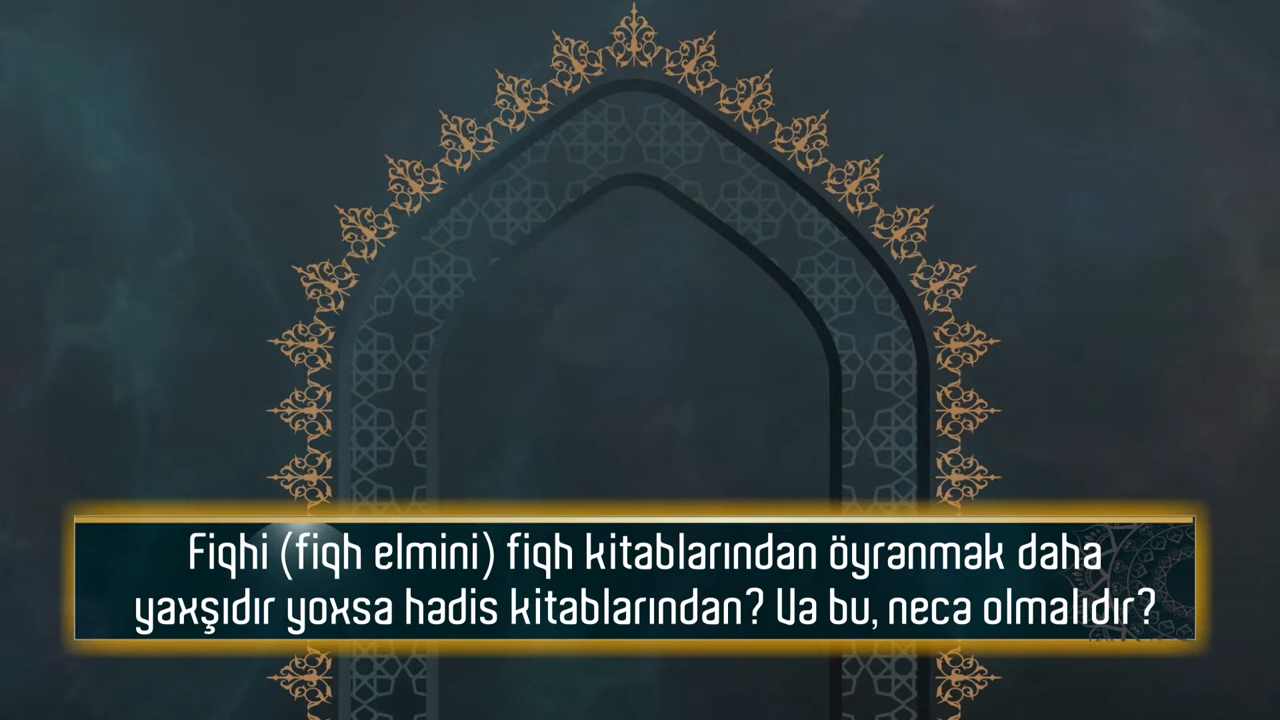 Fiqhi (fiqh elmini) fiqh kitablarından öyranmak daha
yaxşıdır yoxsa hadis kitablarından? Va bu, neca olmalıdır?